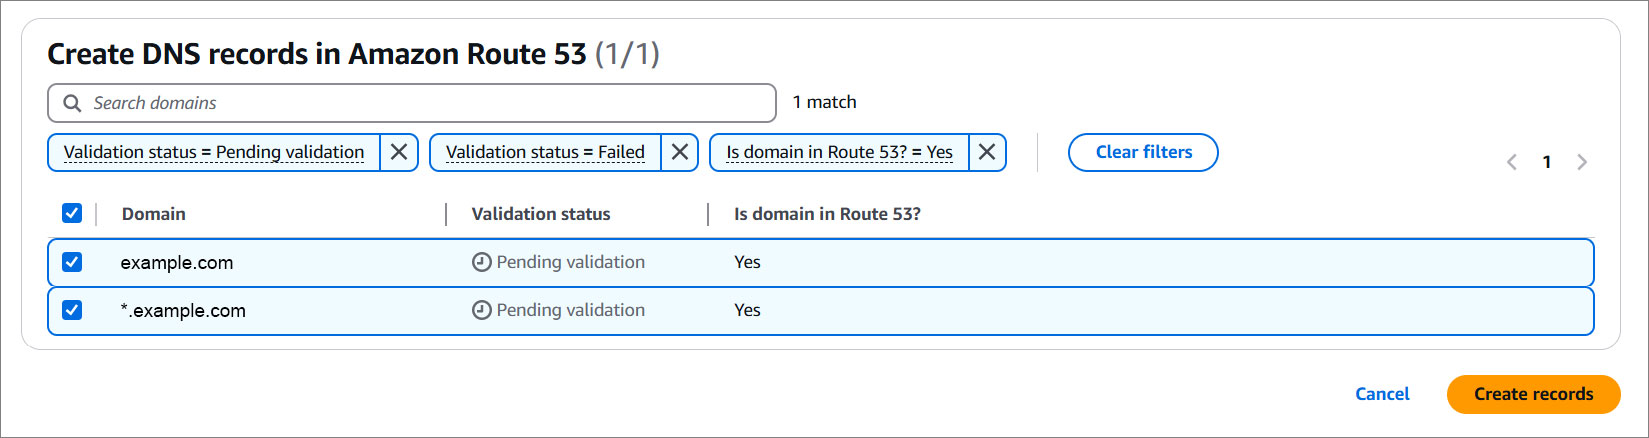 Create DNS records in Amazon Route 53 (1/1)
Search domains 1 match
Validation status = Pending validation Validation status = Failed Is domain in Route 53? = Yes Clear filters 1
Domain Validation status Is domain in Route 53?
example.com Pending validation Yes
*.example.com Pending validation Yes
Cancel Create records